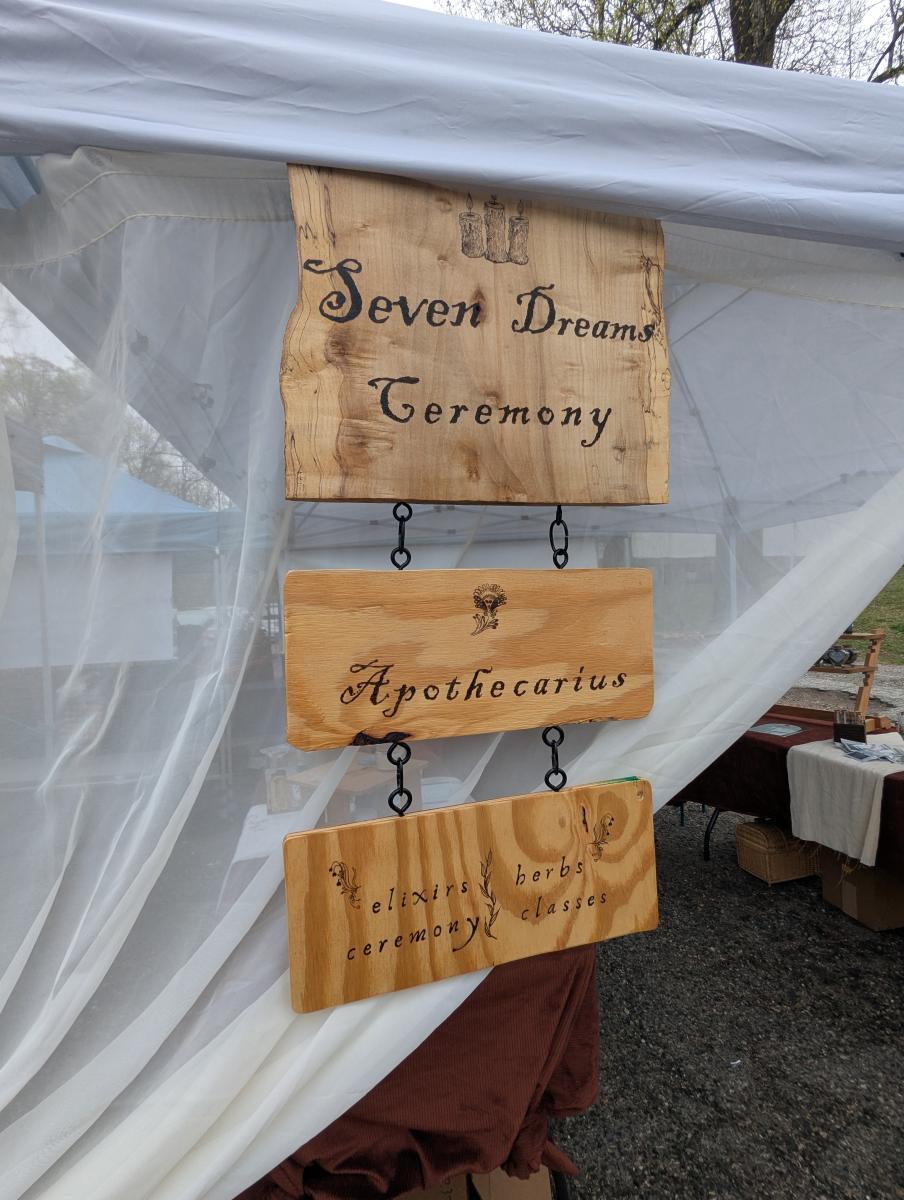 Seven Dreams
Ceremony
Apothecarius
elixirs herbs
ceremony classes